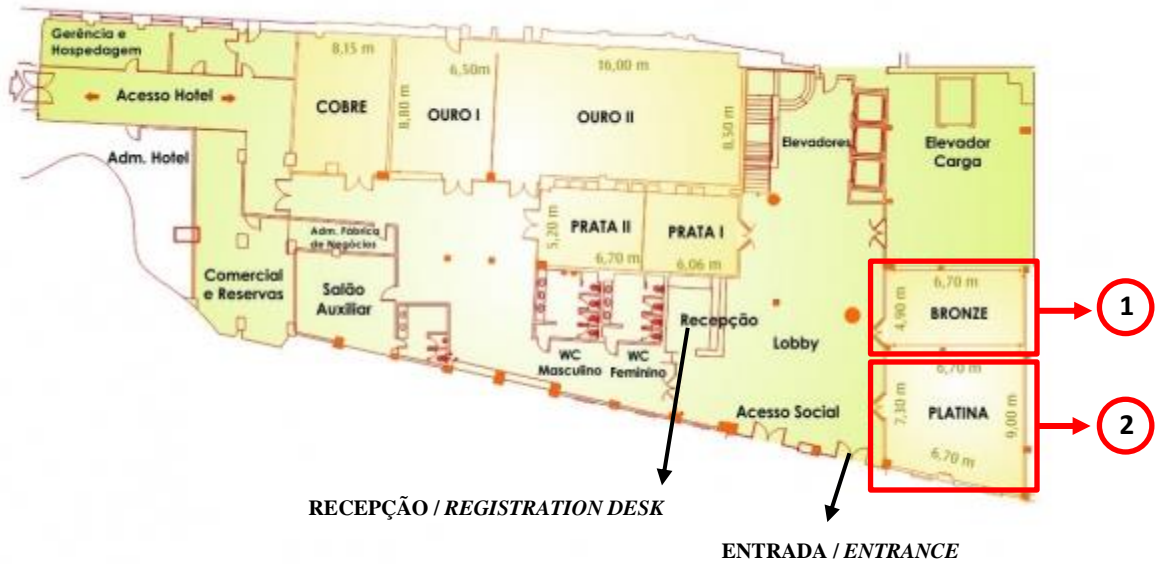 Gerência e
Hospedagem
Acesso Hotel
Adm. Hotel
8,15 m
COBRE
8,80 m
6,50m
OURO I
16,00 m
OURO II
8,50 m
Elevadores
Elevador
Carga
5,20 m
PRATA II
6,70 m
PRATA I
6,06 m
Adm. Fábrica
de Negócios
Comercial
e Reservas
Salão
Auxiliar
WC
Masculino
WC
Feminino
Recepção
Lobby
Acesso Social
6,70 m
4,90 m
BRONZE
1
6,70 m
7,30 m
PLATINA
9,00 m
6,70 m
2
RECEPÇÃO / REGISTRATION DESK
ENTRADA / ENTRANCE